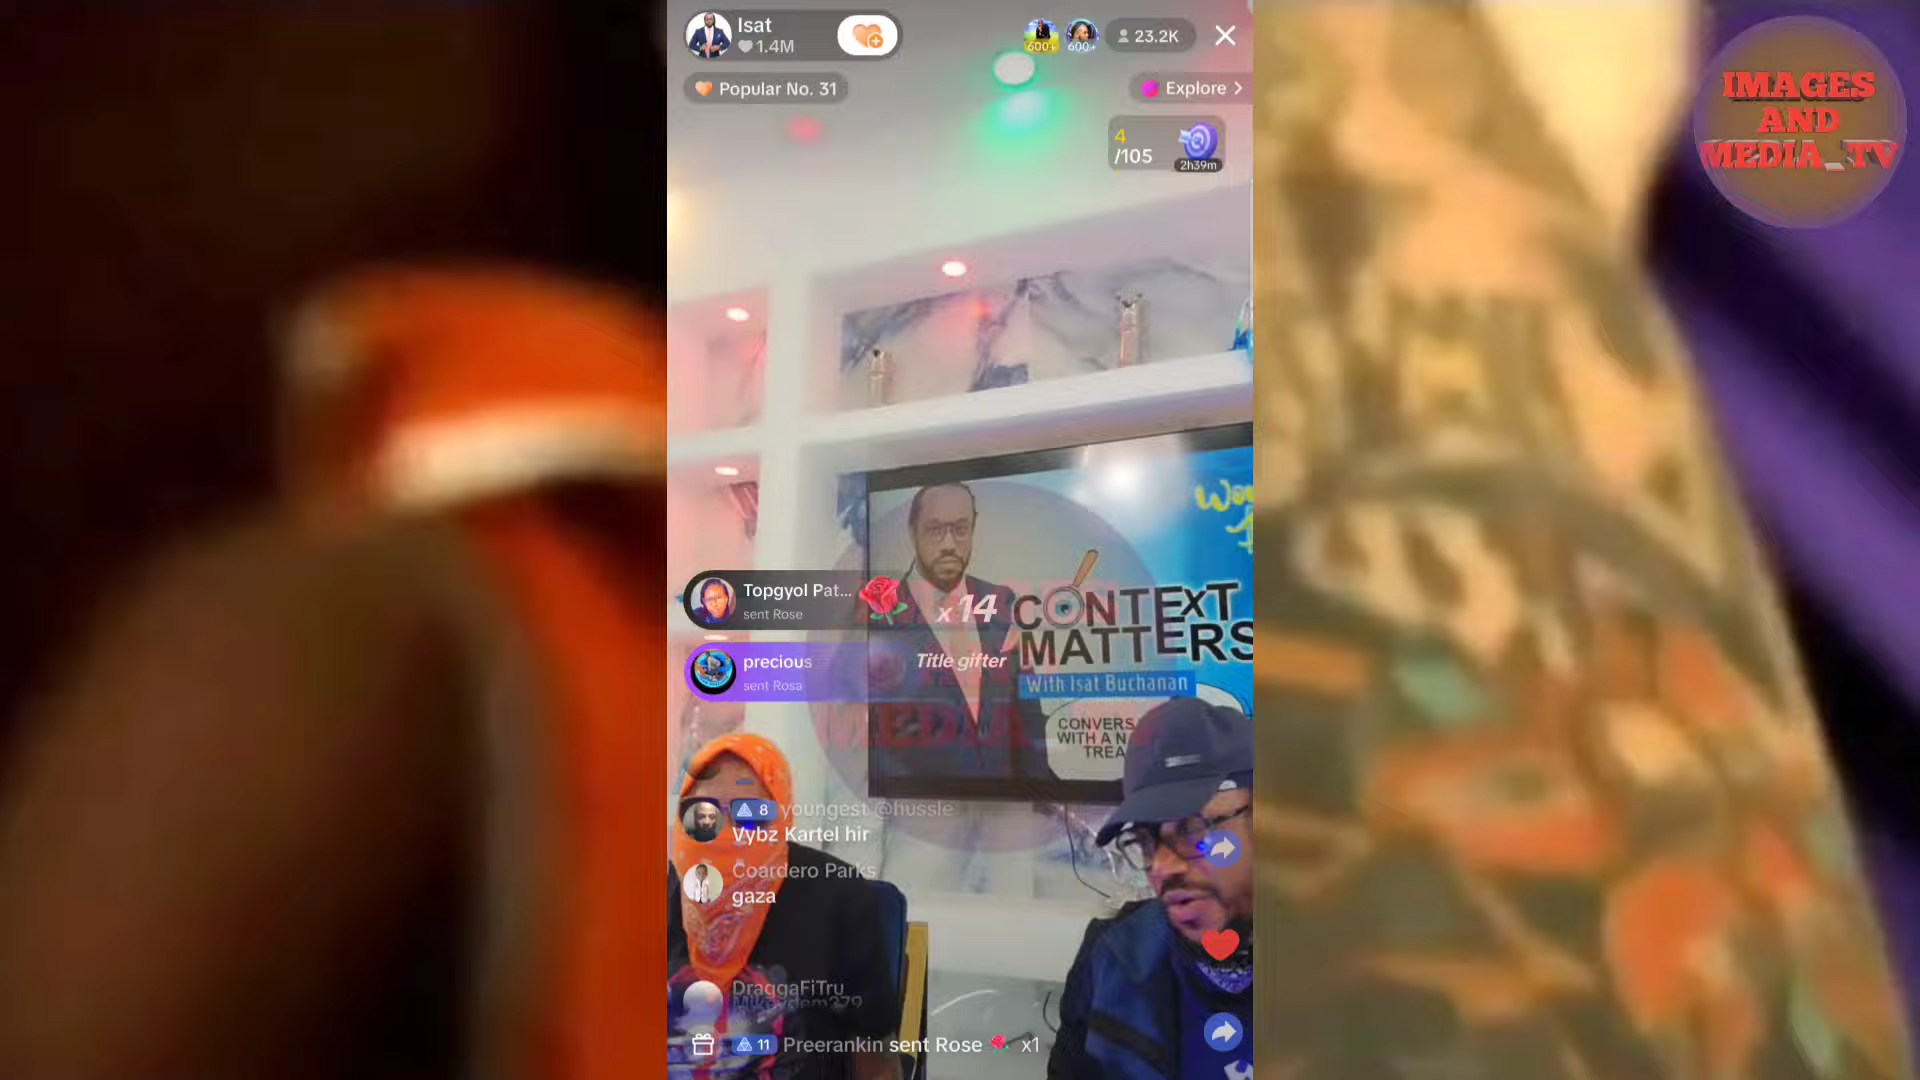 Isat
1.4M
600+
600+
23.2K
Popular No. 31
Explore
4
/105
2h39m
IMAGES
AND
MEDIA_TV
CONTEXT
MATTERS
With Isat Buchanan
CONVERS
WITH A N
TREA
Topgyol Pat...
sent Rose
x14
precious
sent Rosa
Title gifter
MEDIA_TV
8 youngest @hussle
Vybz Kartel hir
Coardero Parks
gaza
DraggaFiTru
Mikeydem379
11 Preerankin sent Rose x1